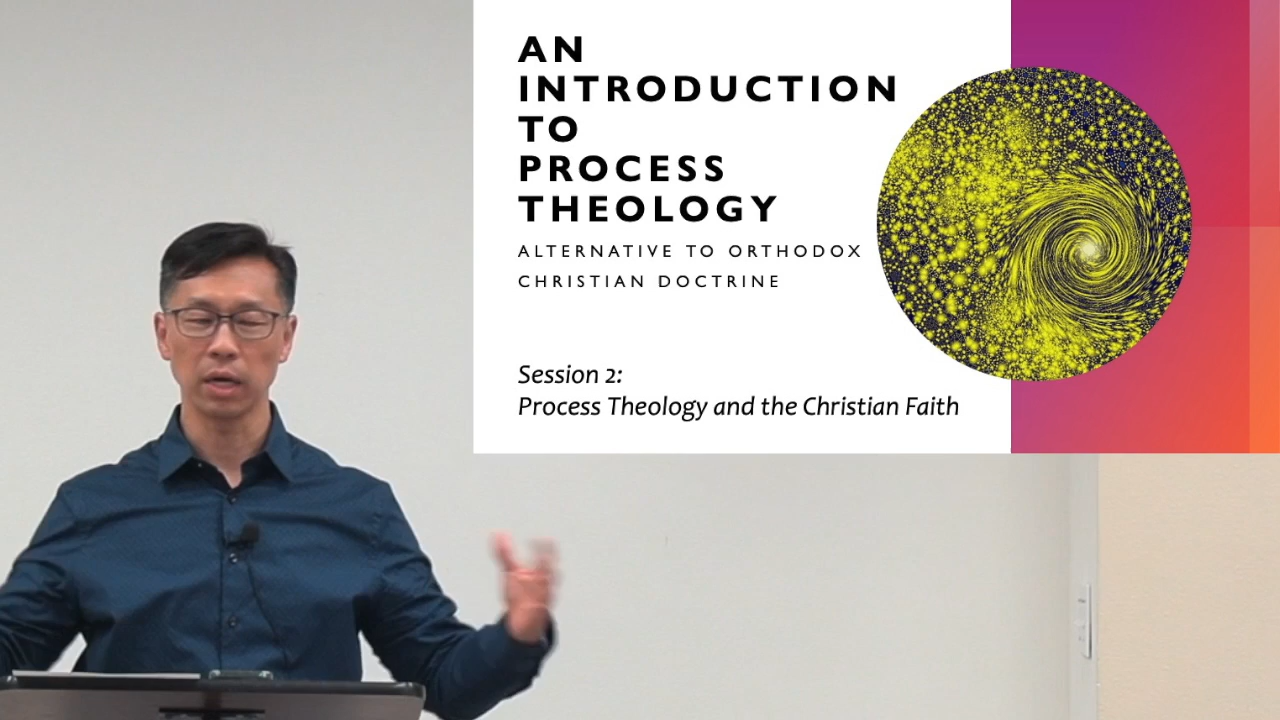 AN
INTRODUCTION
TO
PROCESS
THEOLOGY
ALTERNATIVE TO ORTHODOX
CHRISTIAN DOCTRINE
Session 2:
Process Theology and the Christian Faith